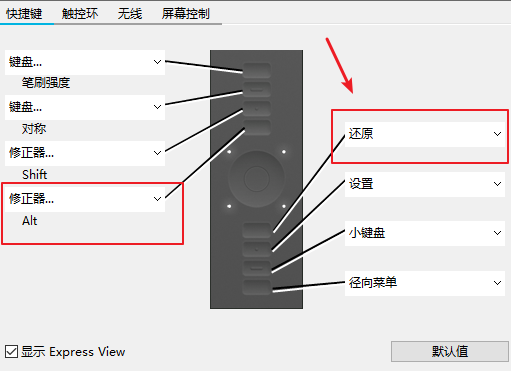 快捷键 触控环 无线 屏幕控制
键盘...
笔刷强度
键盘...
对称
修正器...
Shift
修正器...
Alt
还原
设置
小键盘
径向菜单
显示 Express View
默认值